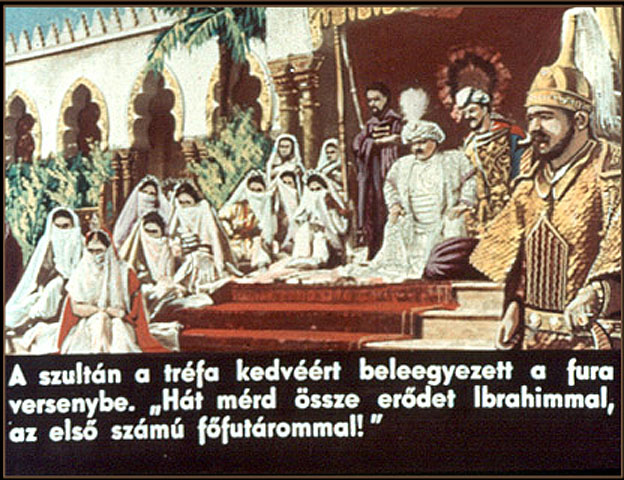 A szultán a tréfa kedvéért beleegyezett a fura
versenybe. „Hát mérd össze erődet Ibrahimmal,
az első számú főfutárommal!”